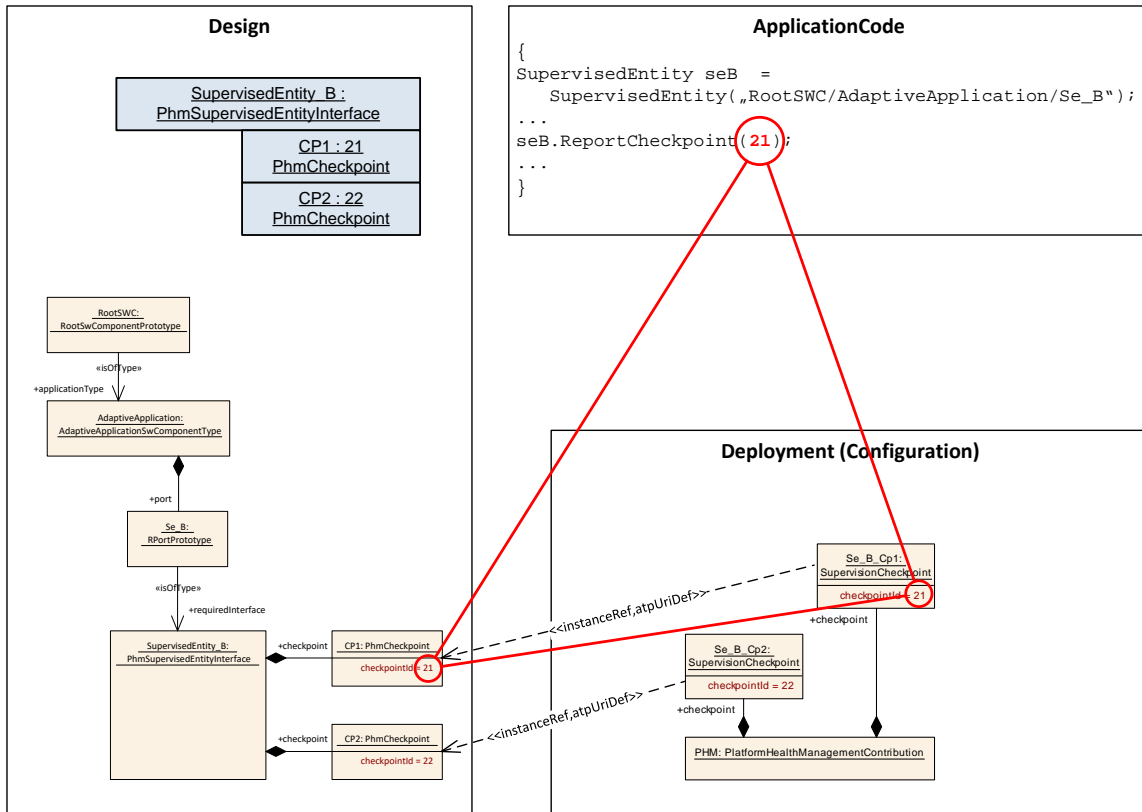 Design
SupervisedEntity_B :
PhmSupervisedEntityInterface
CP1 : 21
PhmCheckpoint
CP2 : 22
PhmCheckpoint
RootSWC:
RootSwComponentPrototype
«isOfType»
+applicationType
AdaptiveApplication:
AdaptiveApplicationSwComponentType
+port
Se_B:
RPortPrototype
«isOfType»
+requiredInterface
SupervisedEntity_B:
PhmSupervisedEntityInterface
+checkpoint
CP1: PhmCheckpoint
checkpointId = 21
+checkpoint
CP2: PhmCheckpoint
checkpointId = 22
ApplicationCode
{
SupervisedEntity seB =
SupervisedEntity(„RootSWC/AdaptiveApplication/Se_B“);
...
seB.ReportCheckpoint(21);
...
}
Deployment (Configuration)
Se_B_Cp1:
SupervisionCheckpoint
checkpointId = 21
+checkpoint
<<instanceRef,atpUriDef>>
Se_B_Cp2:
SupervisionCheckpoint
checkpointId = 22
+checkpoint
<<instanceRef,atpUriDef>>
PHM: PlatformHealthManagementContribution